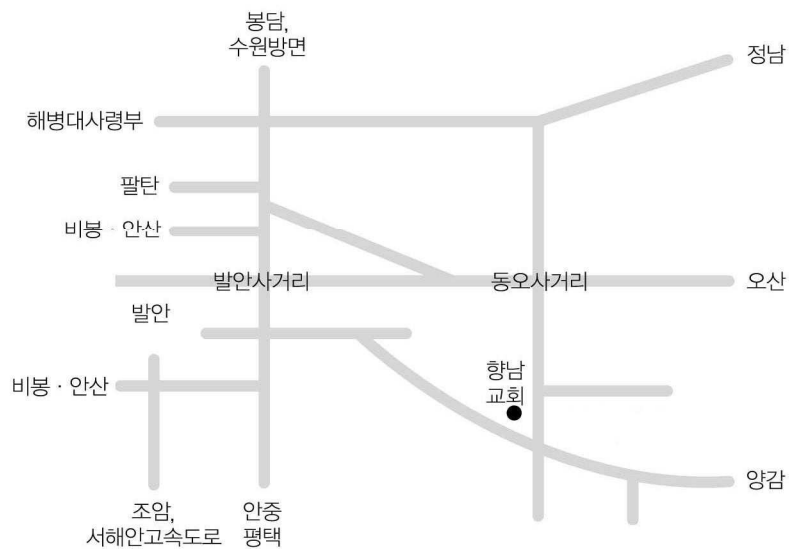 봉담,
수원방면
정남
해병대사령부
팔탄
비봉 · 안산
발안사거리
동오사거리
오산
발안
향남
교회
비봉 · 안산
양감
조암,
서해안고속도로
안중
평택